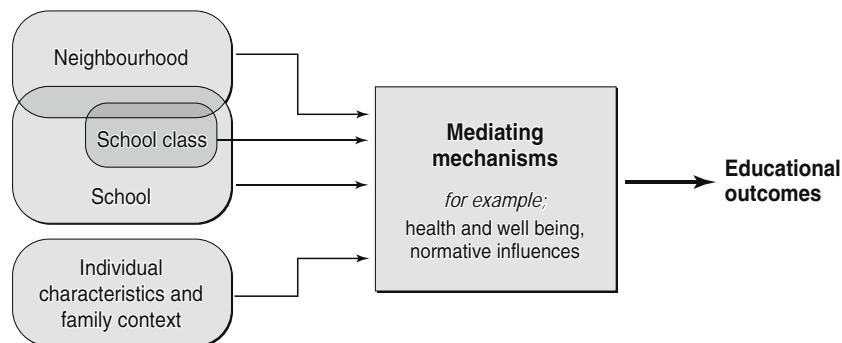 Neighbourhood
School class
School
Individual
characteristics and
family context
Mediating
mechanisms
for example;
health and well being,
normative influences
Educational
outcomes